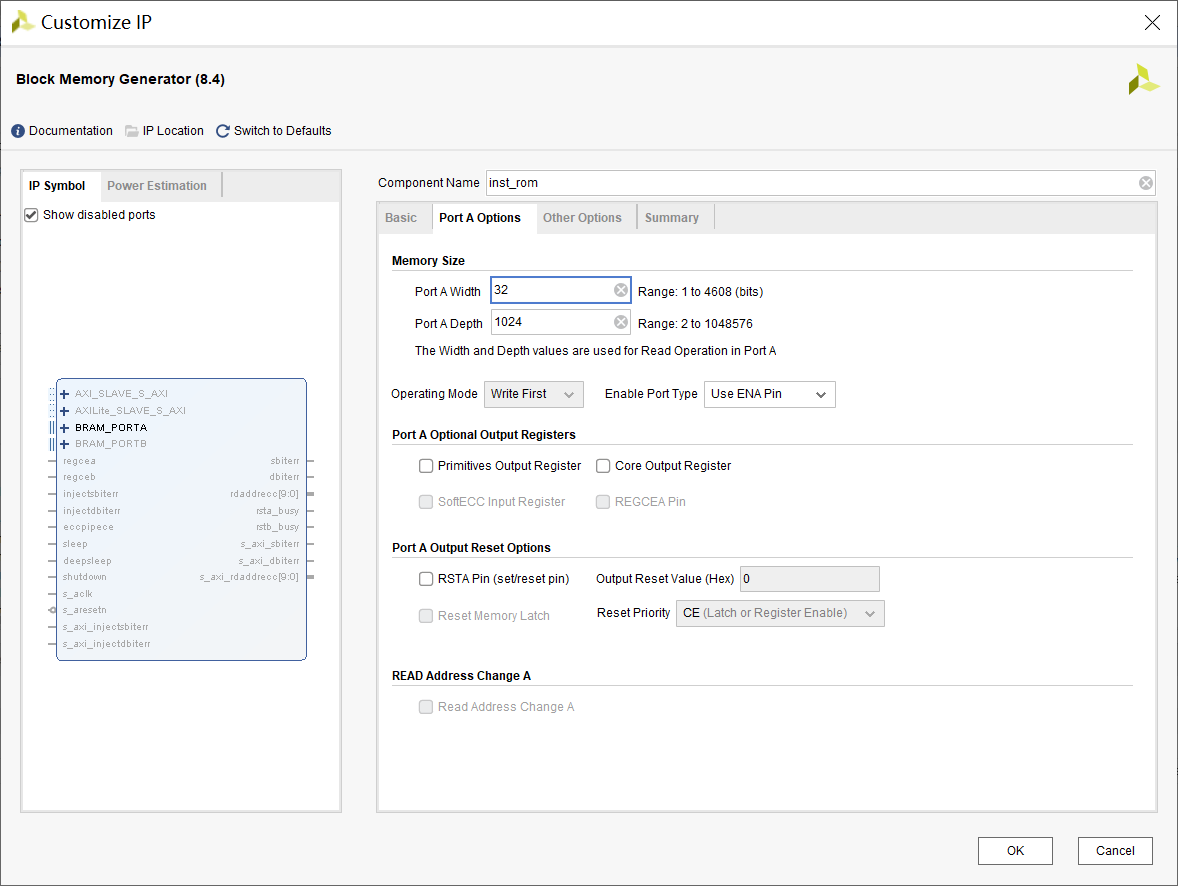 Customize IP
Block Memory Generator (8.4)
Documentation IP Location Switch to Defaults
IP Symbol Power Estimation
Show disabled ports
AXI_SLAVE_S_AXI
AXILite_SLAVE_S_AXI
BRAM_PORTA
BRAM_PORTB
regcea sbiterr
regceb dbiterr
injectsbiterr rdaddrecc[9:0]
injectdbiterr rsta_busy
eccpipece rstb_busy
sleep s_axi_sbiterr
deepsleep s_axi_dbiterr
shutdown s_axi_rdaddrecc[9:0]
s_aclk
s_aresetn
s_axi_injectsbiterr
s_axi_injectdbiterr
Component Name inst_rom
Basic Port A Options Other Options Summary
Memory Size
Port A Width 32 Range: 1 to 4608 (bits)
Port A Depth 1024 Range: 2 to 1048576
The Width and Depth values are used for Read Operation in Port A
Operating Mode Write First Enable Port Type Use ENA Pin
Port A Optional Output Registers
Primitives Output Register Core Output Register
SoftECC Input Register REGCEA Pin
Port A Output Reset Options
RSTA Pin (set/reset pin) Output Reset Value (Hex) 0
Reset Memory Latch Reset Priority CE (Latch or Register Enable)
READ Address Change A
Read Address Change A
OK Cancel